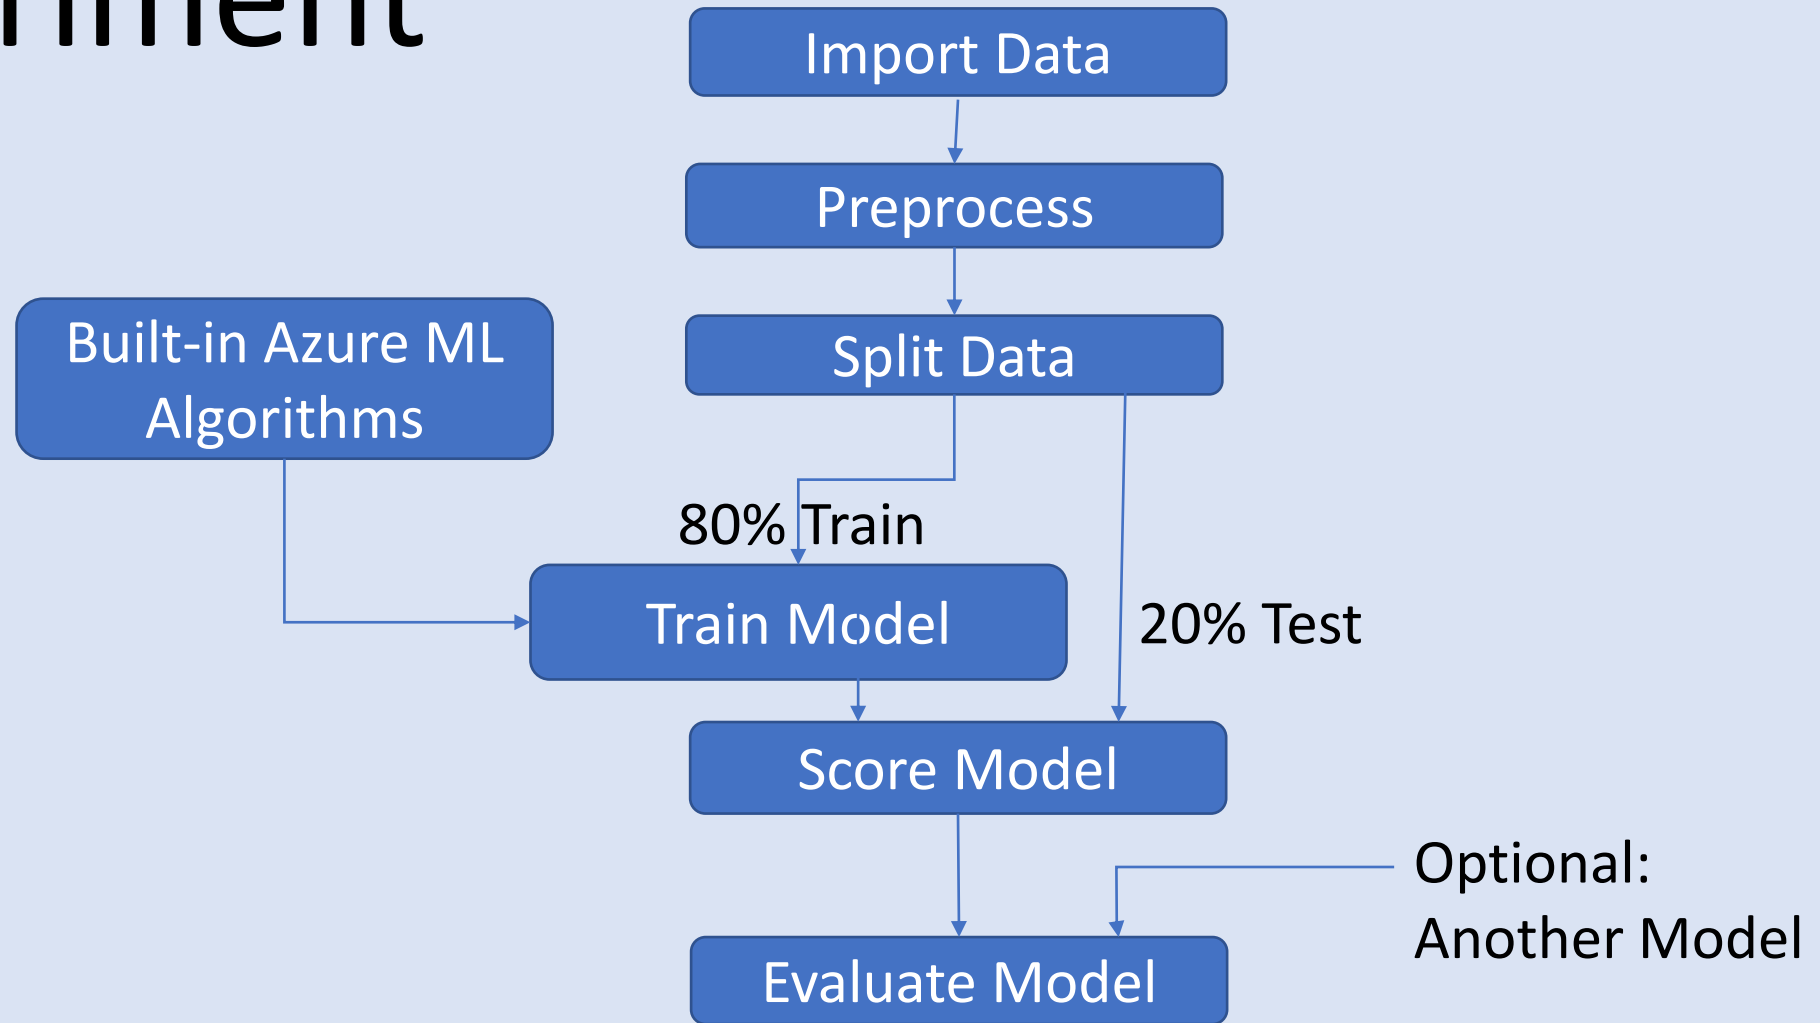 Import Data
Preprocess
Split Data
Built-in Azure ML
Algorithms
80% Train
Train Model
20% Test
Score Model
Optional:
Another Model
Evaluate Model